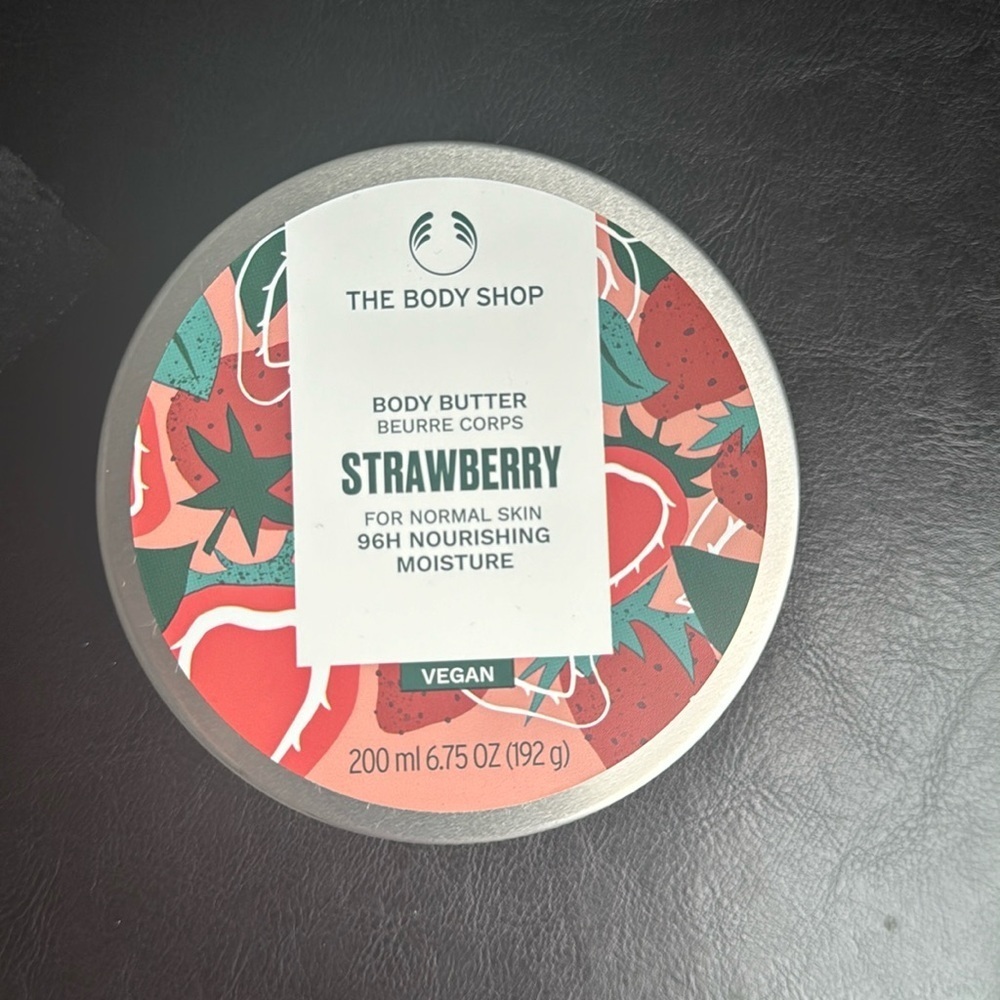 THE BODY SHOP
BODY BUTTER
BEURRE CORPS
STRAWBERRY
FOR NORMAL SKIN
96H NOURISHING
MOISTURE
VEGAN
200 ml 6.75 OZ (192 g)